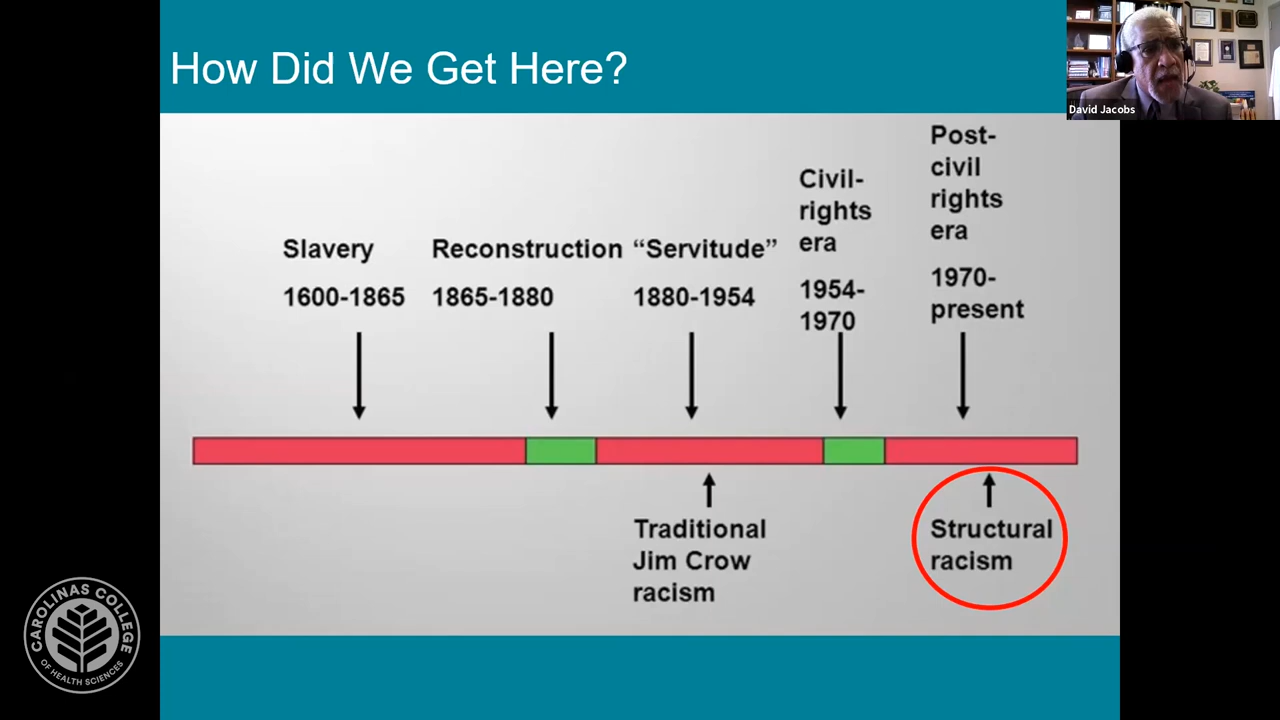 How Did We Get Here?
David Jacobs
Slavery
1600-1865
Reconstruction
1865-1880
“Servitude”
1880-1954
Civil-
rights
era
1954-
1970
Post-
civil
rights
era
1970-
present
Traditional
Jim Crow
racism
Structural
racism
CAROLINAS COLLEGE
OF HEALTH SCIENCES